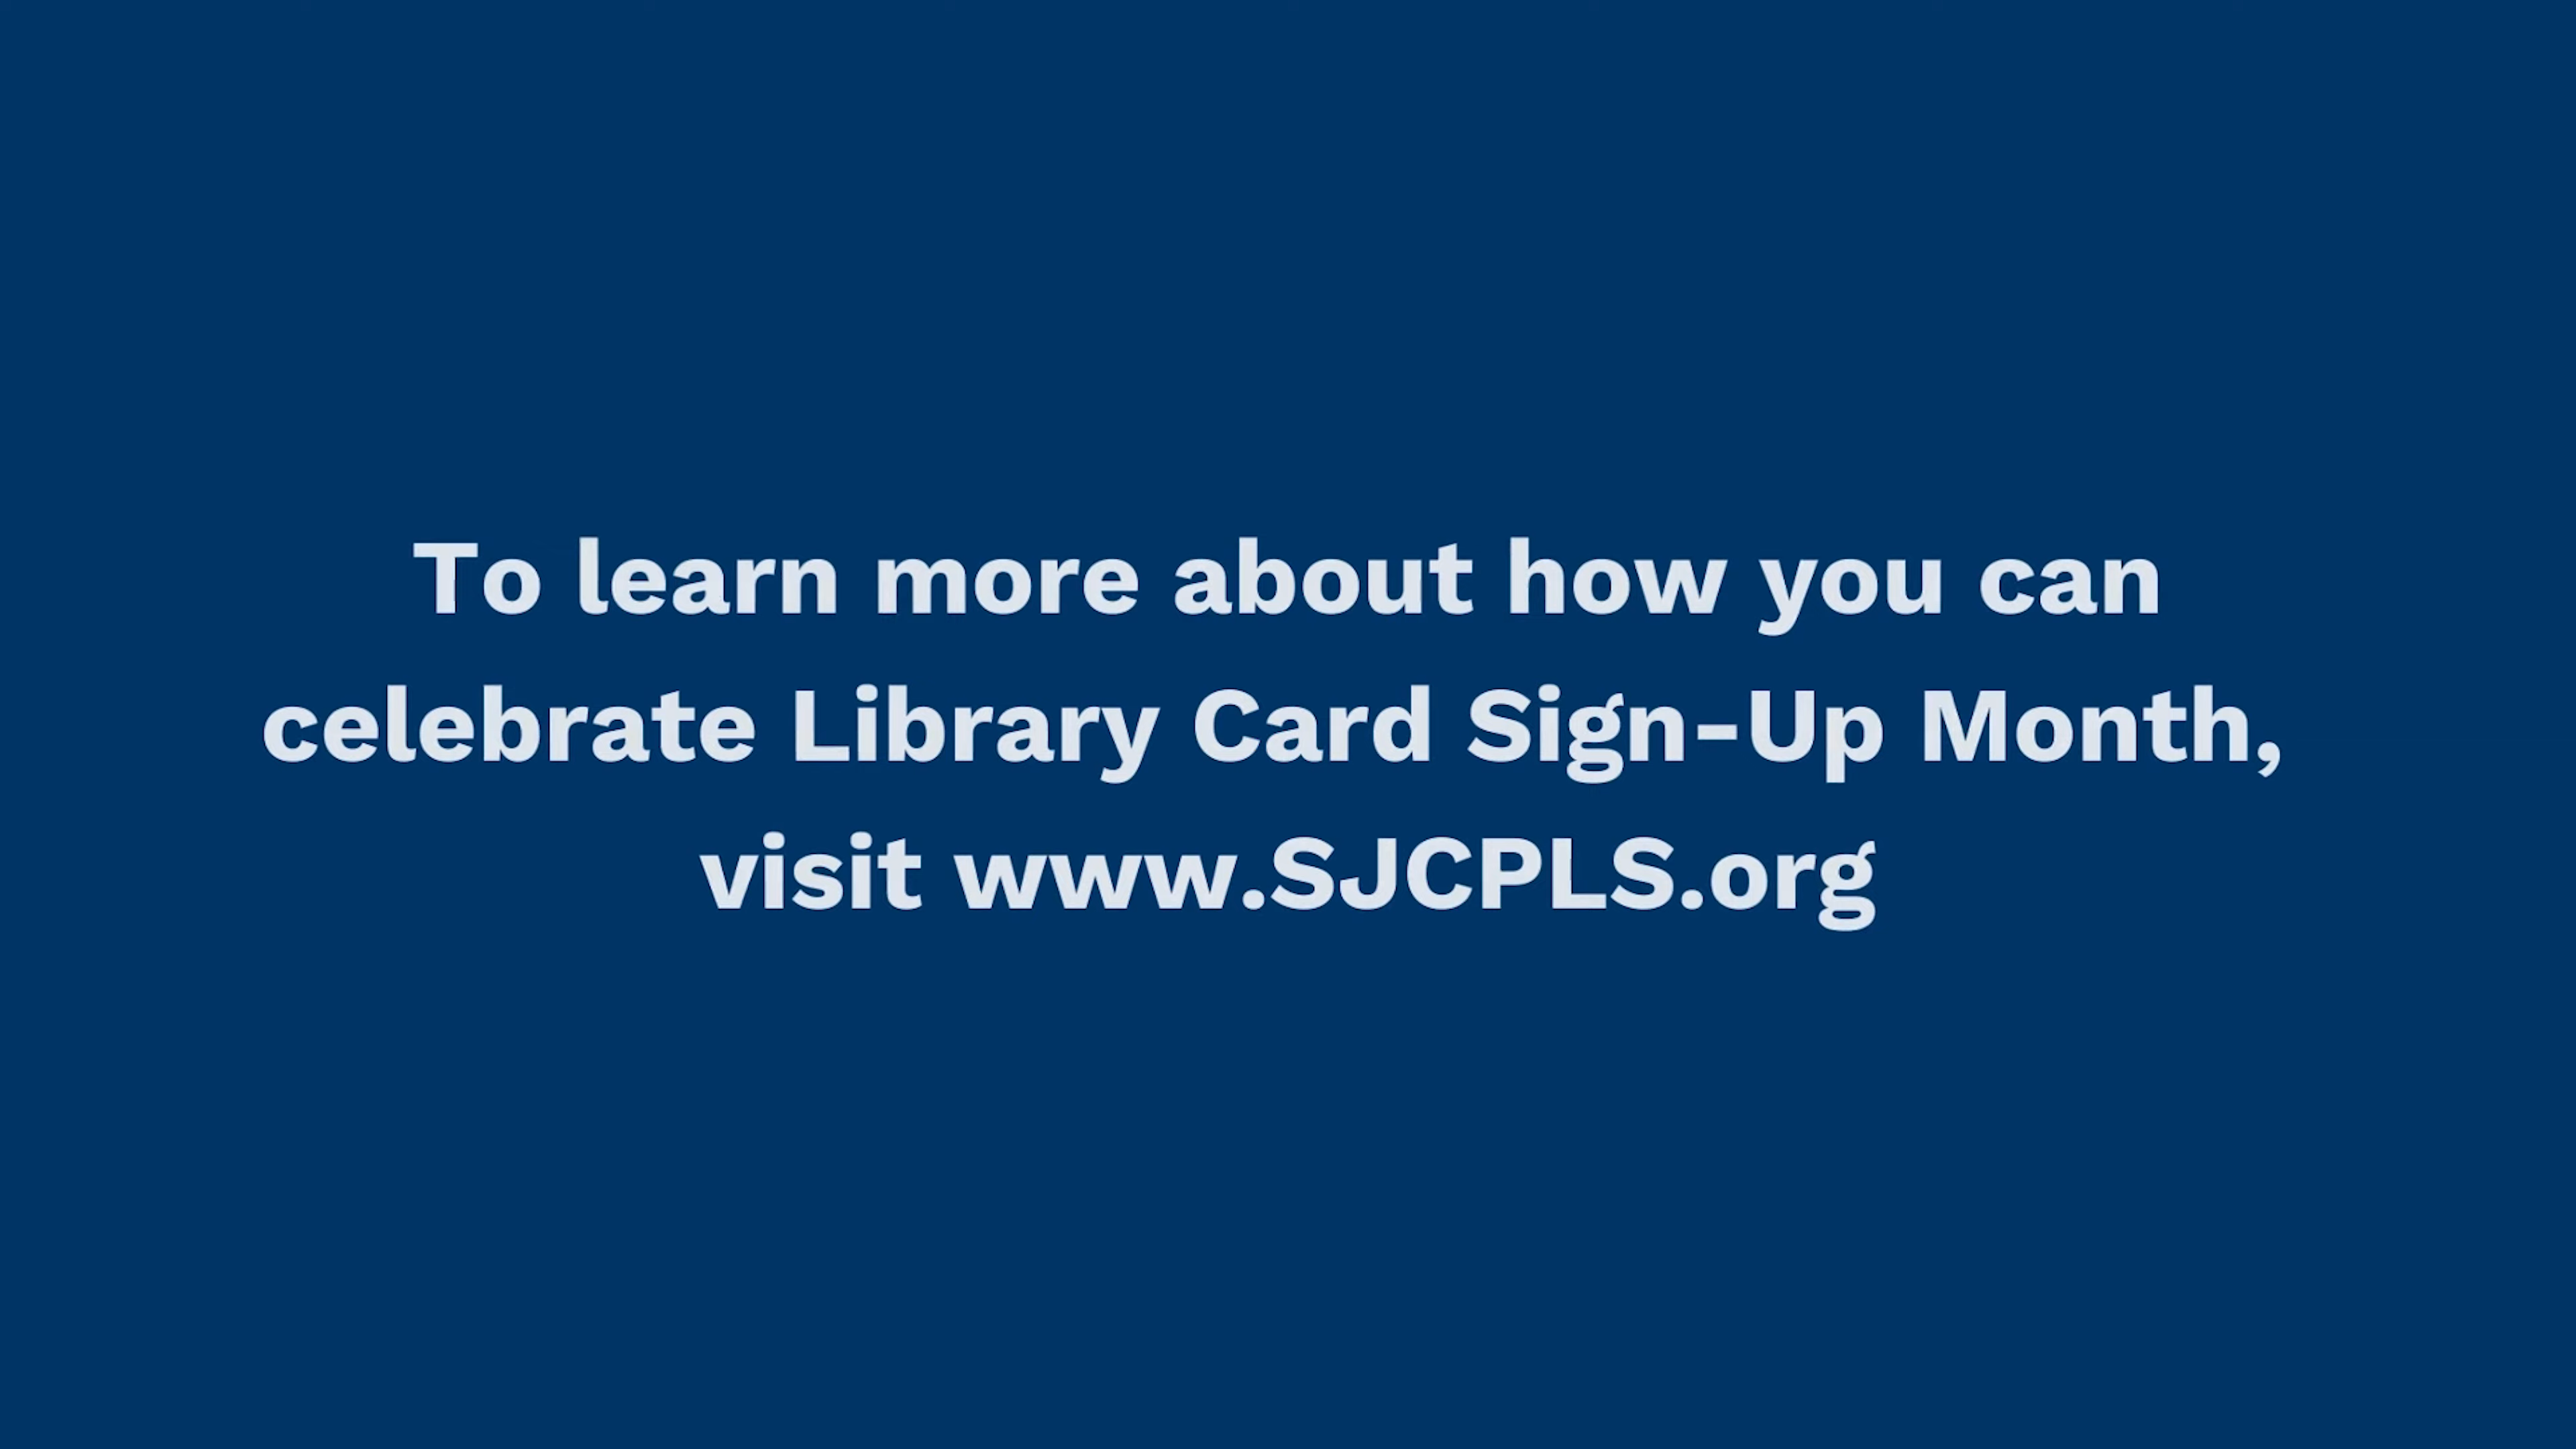 To learn more about how you can
celebrate Library Card Sign-Up Month,
visit www.SJCPLS.org